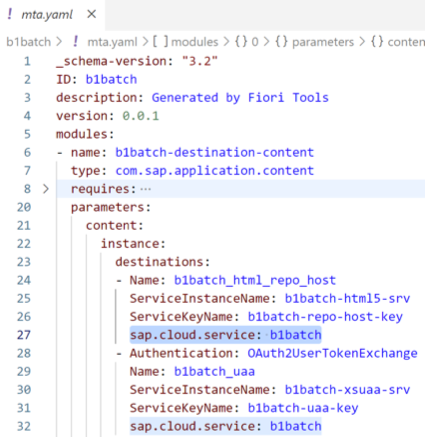 ! mta.yaml ×
b1batch > ! mta.yaml > [ ] modules > {} 0 > {} parameters > {} conten
1 _schema-version: "3.2"
2 ID: b1batch
3 description: Generated by Fiori Tools
4 version: 0.0.1
5 modules:
6 - name: b1batch-destination-content
7 type: com.sap.application.content
8 > requires: ···
20 parameters:
21 content:
22 instance:
23 destinations:
24 - Name: b1batch_html_repo_host
25 ServiceInstanceName: b1batch-html5-srv
26 ServiceKeyName: b1batch-repo-host-key
27 sap.cloud.service: b1batch
28 - Authentication: OAuth2UserTokenExchange
29 Name: b1batch_uaa
30 ServiceInstanceName: b1batch-xsuaa-srv
31 ServiceKeyName: b1batch-uaa-key
32 sap.cloud.service: b1batch